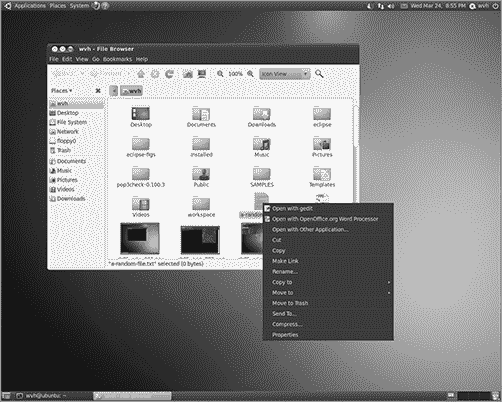 Applications Places System
Wed Mar 24, 8:55 PM wvh
wvh - File Browser
File Edit View Go Bookmarks Help
100% Icon View
Places
wvh
wvh
Desktop
File System
Network
floppy0
Trash
Documents
Music
Pictures
Videos
Downloads
Desktop Documents Downloads eclipse
eclipse-figs Installed Music Pictures
pop3check-0.100.3 Public SAMPLES Templates
Videos workspace a-random
"a-random-file.txt" selected (0 bytes)
Open with gedit
Open with OpenOffice.org Word Processor
Open with Other Application...
Cut
Copy
Make Link
Rename...
Copy to
Move to
Move to Trash
Send To...
Compress...
Properties
wvh@ubuntu: ~